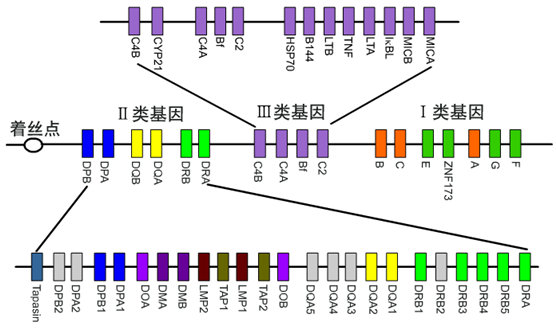 C4B CYP21 C4A Bf C2 HSP70 B144 LTB TNF LTA IκBL MICB MICA
II类基因 III类基因 I类基因
着丝点
DPB DPA DQB DQA DRB DRA C4B C4A Bf C2 B C E ZNF173 A G F
Tapasin DPB2 DPA2 DPB1 DPA1 DOA DMA DMB LMP2 TAP1 LMP1 TAP2 DOB DQA5 DQA4 DQA3 DQA2 DQA1 DRB1 DRB2 DRB3 DRB4 DRB5 DRA